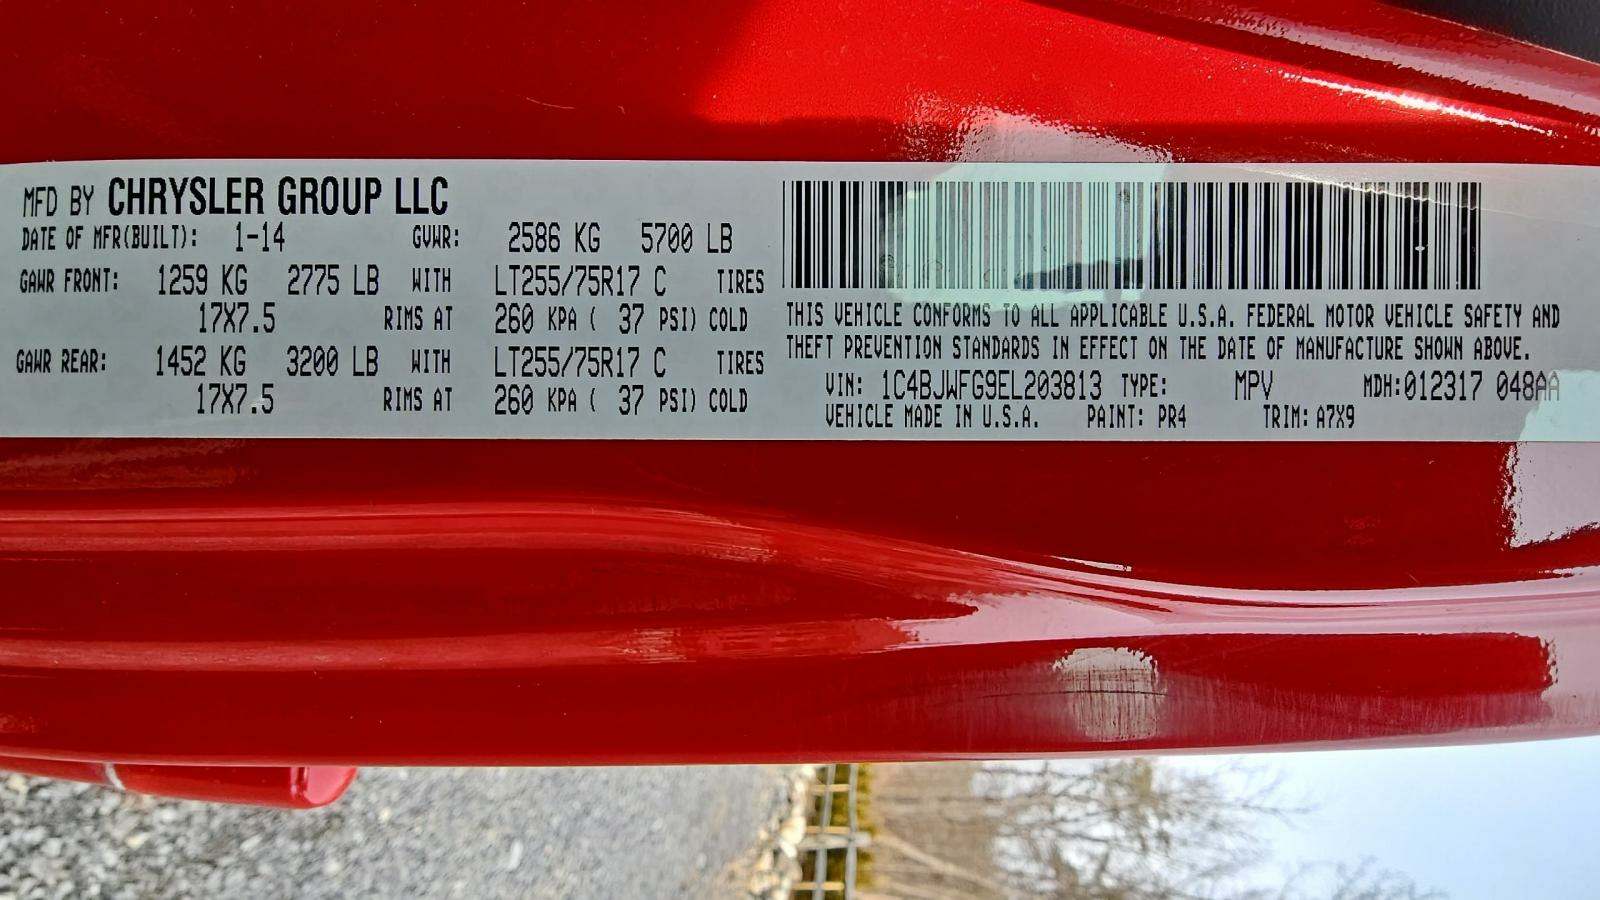 MFD BY CHRYSLER GROUP LLC
DATE OF MFR(BUILT): 1-14 GVWR: 2586 KG 5700 LB
GAWR FRONT: 1259 KG 2775 LB WITH LT255/75R17 C TIRES
17X7.5 RIMS AT 260 KPA ( 37 PSI) COLD
GAWR REAR: 1452 KG 3200 LB WITH LT255/75R17 C TIRES
17X7.5 RIMS AT 260 KPA ( 37 PSI) COLD
THIS VEHICLE CONFORMS TO ALL APPLICABLE U.S.A. FEDERAL MOTOR VEHICLE SAFETY AND
THEFT PREVENTION STANDARDS IN EFFECT ON THE DATE OF MANUFACTURE SHOWN ABOVE.
VIN: 1C4BJWFG9EL203813 TYPE: MPV MDH:012317 048AA
VEHICLE MADE IN U.S.A. PAINT: PR4 TRIM: A7X9